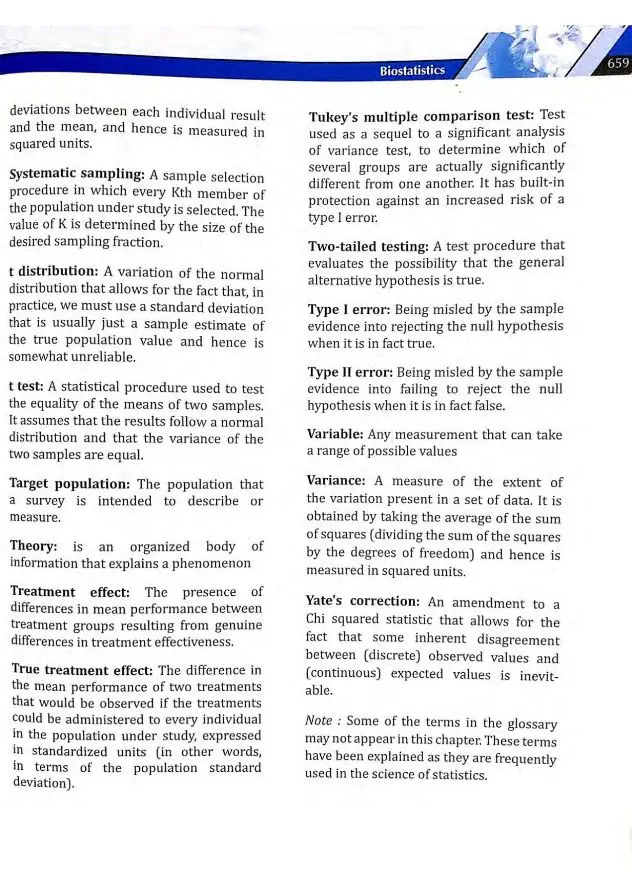 Biostatistics
659
deviations between each individual result
and the mean, and hence is measured in
squared units.
Systematic sampling: A sample selection
procedure in which every Kth member of
the population under study is selected. The
value of K is determined by the size of the
desired sampling fraction.
t distribution: A variation of the normal
distribution that allows for the fact that, in
practice, we must use a standard deviation
that is usually just a sample estimate of
the true population value and hence is
somewhat unreliable.
t test: A statistical procedure used to test
the equality of the means of two samples.
It assumes that the results follow a normal
distribution and that the variance of the
two samples are equal.
Target population: The population that
a survey is intended to describe or
measure.
Theory: is an organized body of
information that explains a phenomenon
Treatment effect: The presence of
differences in mean performance between
treatment groups resulting from genuine
differences in treatment effectiveness.
True treatment effect: The difference in
the mean performance of two treatments
that would be observed if the treatments
could be administered to every individual
in the population under study, expressed
in standardized units (in other words,
in terms of the population standard
deviation).
Tukey's multiple comparison test: Test
used as a sequel to a significant analysis
of variance test, to determine which of
several groups are actually significantly
different from one another. It has built-in
protection against an increased risk of a
type I error.
Two-tailed testing: A test procedure that
evaluates the possibility that the general
alternative hypothesis is true.
Type I error: Being misled by the sample
evidence into rejecting the null hypothesis
when it is in fact true.
Type II error: Being misled by the sample
evidence into failing to reject the null
hypothesis when it is in fact false.
Variable: Any measurement that can take
a range of possible values
Variance: A measure of the extent of
the variation present in a set of data. It is
obtained by taking the average of the sum
of squares (dividing the sum of the squares
by the degrees of freedom) and hence is
measured in squared units.
Yate's correction: An amendment to a
Chi squared statistic that allows for the
fact that some inherent disagreement
between (discrete) observed values and
(continuous) expected values is inevit-
able.
Note : Some of the terms in the glossary
may not appear in this chapter. These terms
have been explained as they are frequently
used in the science of statistics.